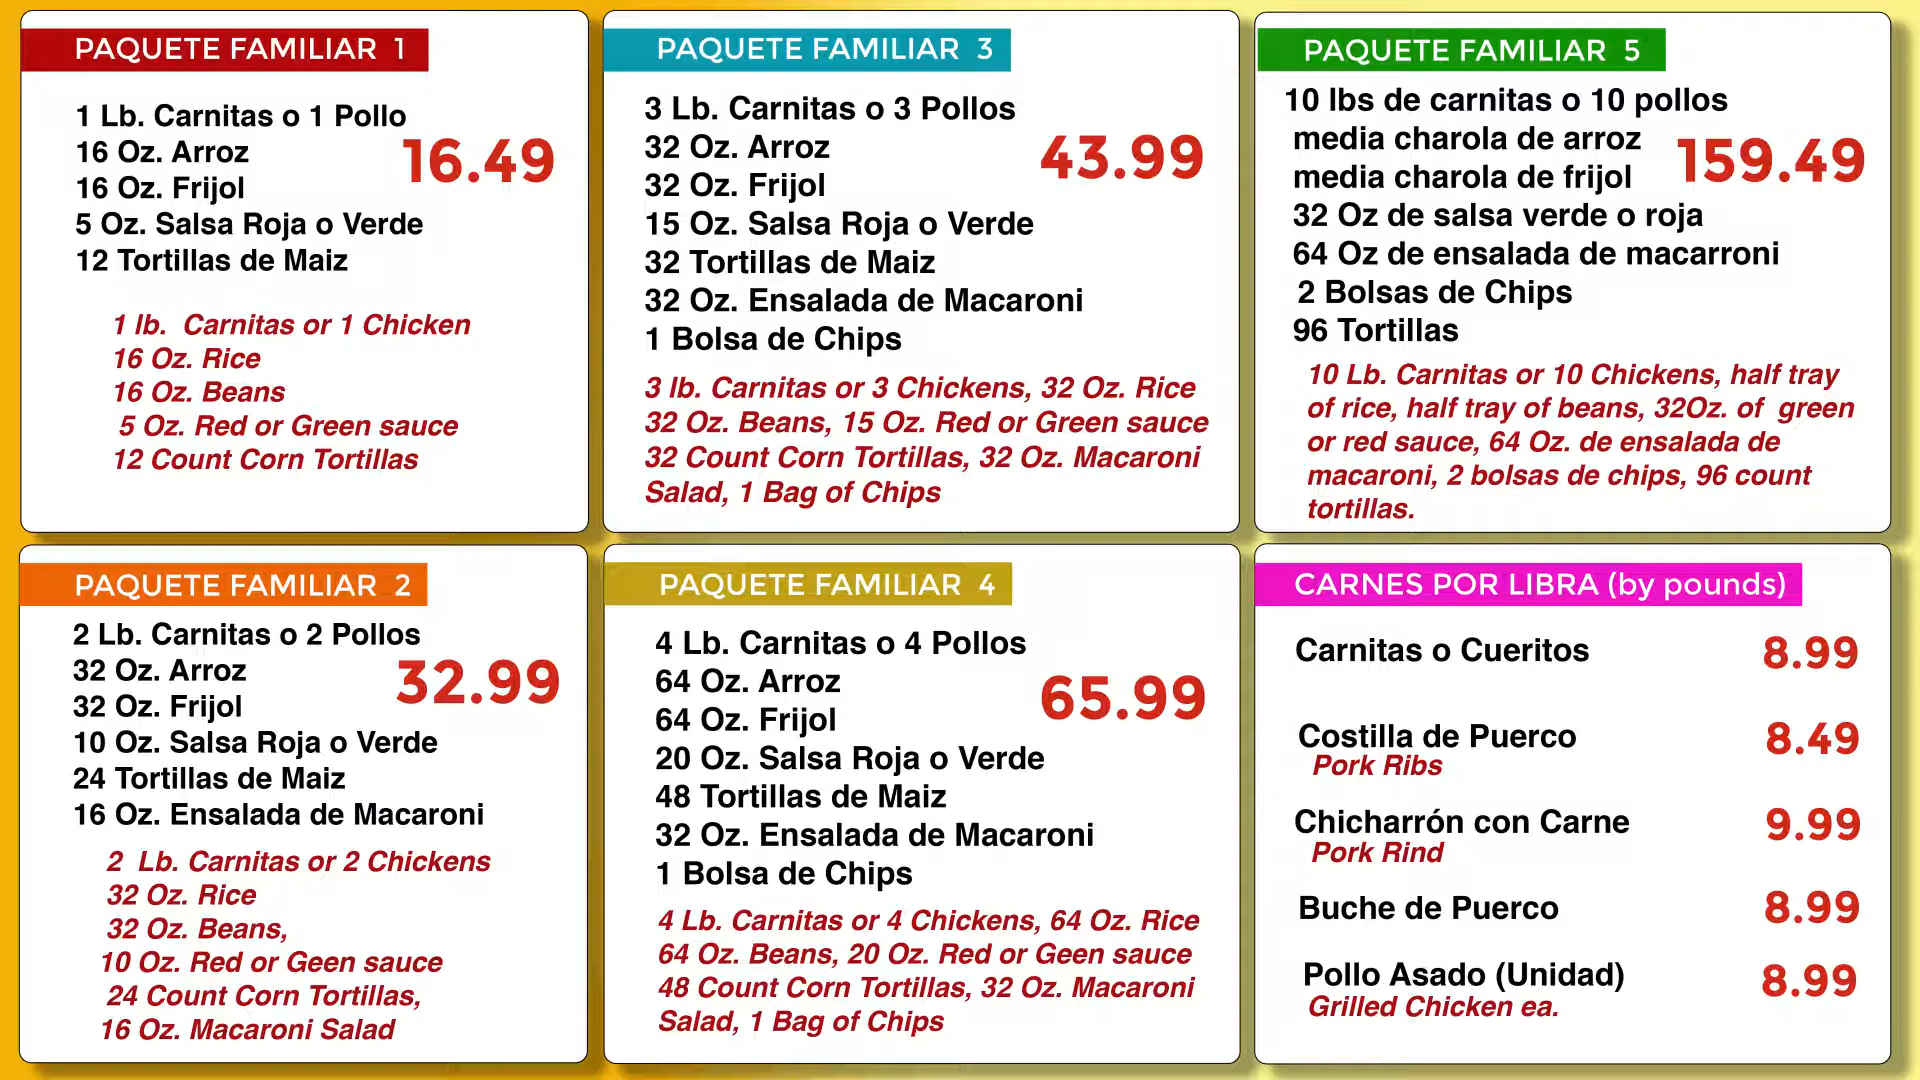 PAQUETE FAMILIAR 1
1 Lb. Carnitas o 1 Pollo
16 Oz. Arroz
16.49
16 Oz. Frijol
5 Oz. Salsa Roja o Verde
12 Tortillas de Maiz
1 lb. Carnitas or 1 Chicken
16 Oz. Rice
16 Oz. Beans
5 Oz. Red or Green sauce
12 Count Corn Tortillas
PAQUETE FAMILIAR 3
3 Lb. Carnitas o 3 Pollos
32 Oz. Arroz
43.99
32 Oz. Frijol
15 Oz. Salsa Roja o Verde
32 Tortillas de Maiz
32 Oz. Ensalada de Macaroni
1 Bolsa de Chips
3 lb. Carnitas or 3 Chickens, 32 Oz. Rice
32 Oz. Beans, 15 Oz. Red or Green sauce
32 Count Corn Tortillas, 32 Oz. Macaroni
Salad, 1 Bag of Chips
PAQUETE FAMILIAR 5
10 lbs de carnitas o 10 pollos
media charola de arroz
159.49
media charola de frijol
32 Oz de salsa verde o roja
64 Oz de ensalada de macarroni
2 Bolsas de Chips
96 Tortillas
10 Lb. Carnitas or 10 Chickens, half tray
of rice, half tray of beans, 32Oz. of green
or red sauce, 64 Oz. de ensalada de
macaroni, 2 bolsas de chips, 96 count
tortillas.
PAQUETE FAMILIAR 2
2 Lb. Carnitas o 2 Pollos
32 Oz. Arroz
32.99
32 Oz. Frijol
10 Oz. Salsa Roja o Verde
24 Tortillas de Maiz
16 Oz. Ensalada de Macaroni
2 Lb. Carnitas or 2 Chickens
32 Oz. Rice
32 Oz. Beans,
10 Oz. Red or Geen sauce
24 Count Corn Tortillas,
16 Oz. Macaroni Salad
PAQUETE FAMILIAR 4
4 Lb. Carnitas o 4 Pollos
64 Oz. Arroz
65.99
64 Oz. Frijol
20 Oz. Salsa Roja o Verde
48 Tortillas de Maiz
32 Oz. Ensalada de Macaroni
1 Bolsa de Chips
4 Lb. Carnitas or 4 Chickens, 64 Oz. Rice
64 Oz. Beans, 20 Oz. Red or Geen sauce
48 Count Corn Tortillas, 32 Oz. Macaroni
Salad, 1 Bag of Chips
CARNES POR LIBRA (by pounds)
Carnitas o Cueritos 8.99
Costilla de Puerco 8.49
Pork Ribs
Chicharrón con Carne 9.99
Pork Rind
Buche de Puerco 8.99
Pollo Asado (Unidad) 8.99
Grilled Chicken ea.